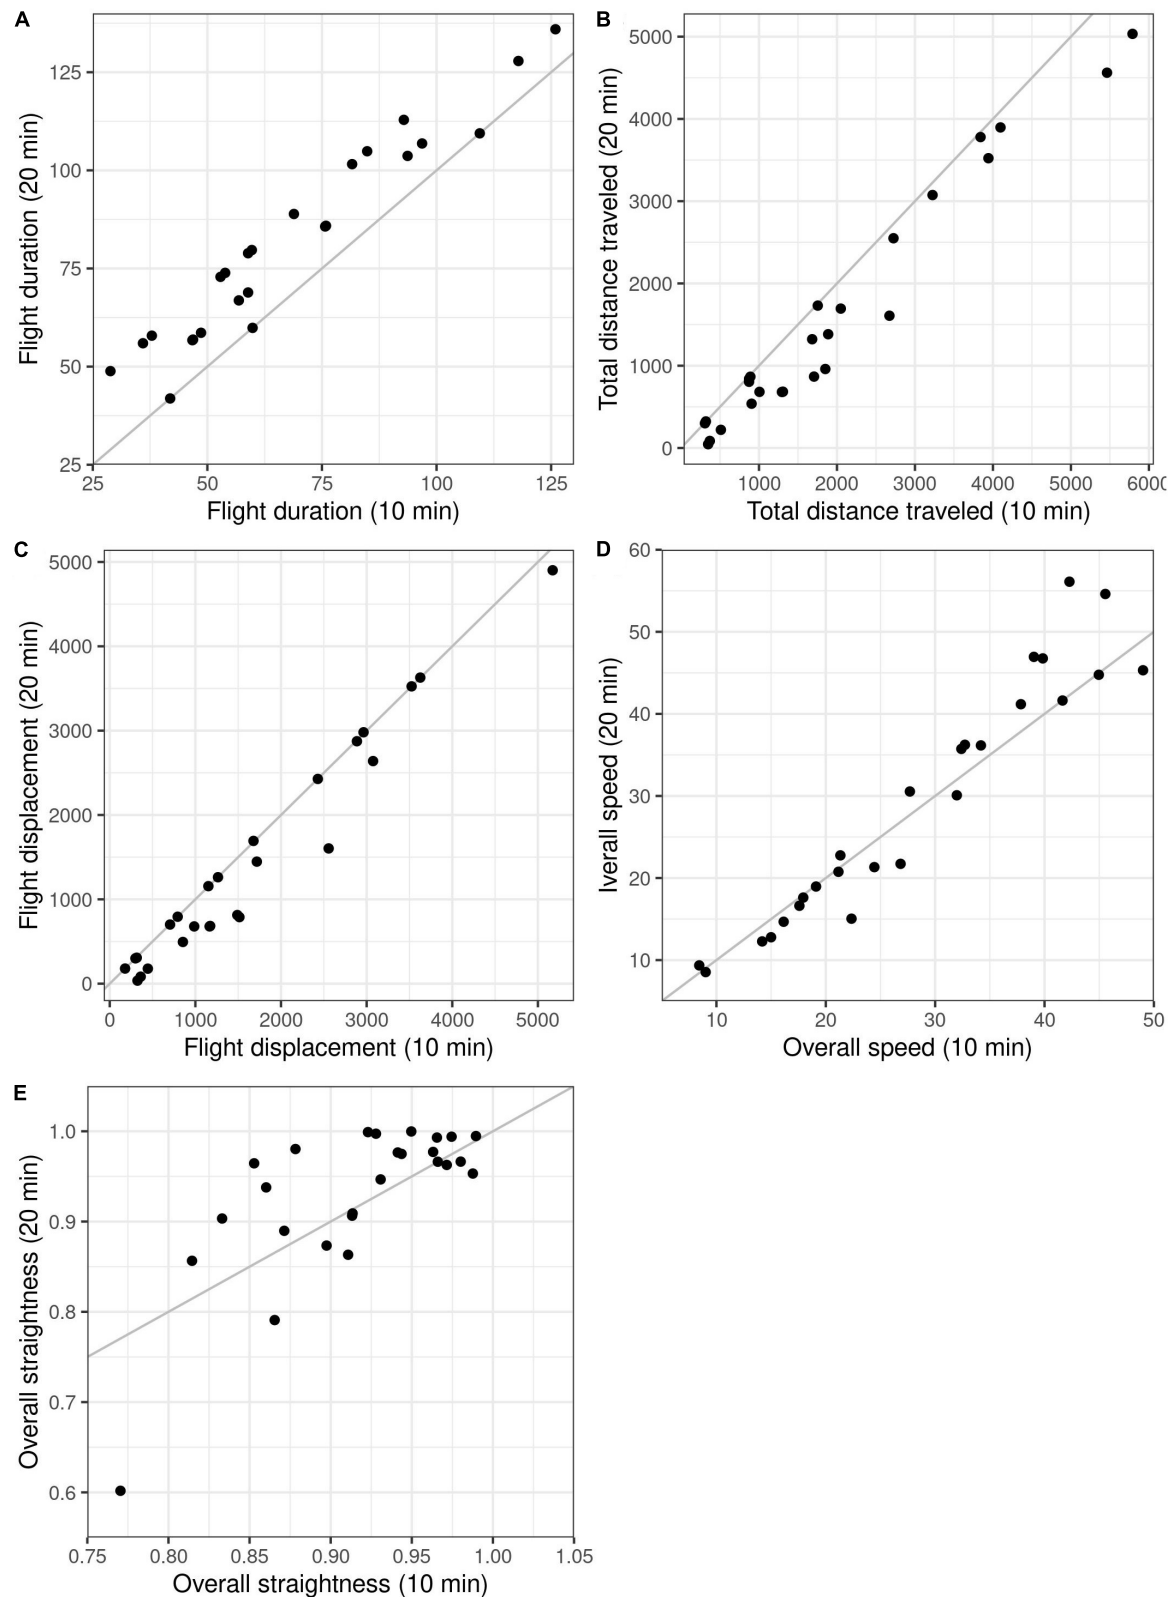 A
Flight duration (20 min)
125
100
75
50
25
25 50 75 100 125
Flight duration (10 min)
B
Total distance traveled (20 min)
5000
4000
3000
2000
1000
0
1000 2000 3000 4000 5000 6000
Total distance traveled (10 min)
C
Flight displacement (20 min)
5000
4000
3000
2000
1000
0
0 1000 2000 3000 4000 5000
Flight displacement (10 min)
D
Iverall speed (20 min)
60
50
40
30
20
10
10 20 30 40 50
Overall speed (10 min)
E
Overall straightness (20 min)
1.0
0.9
0.8
0.7
0.6
0.75 0.80 0.85 0.90 0.95 1.00 1.05
Overall straightness (10 min)